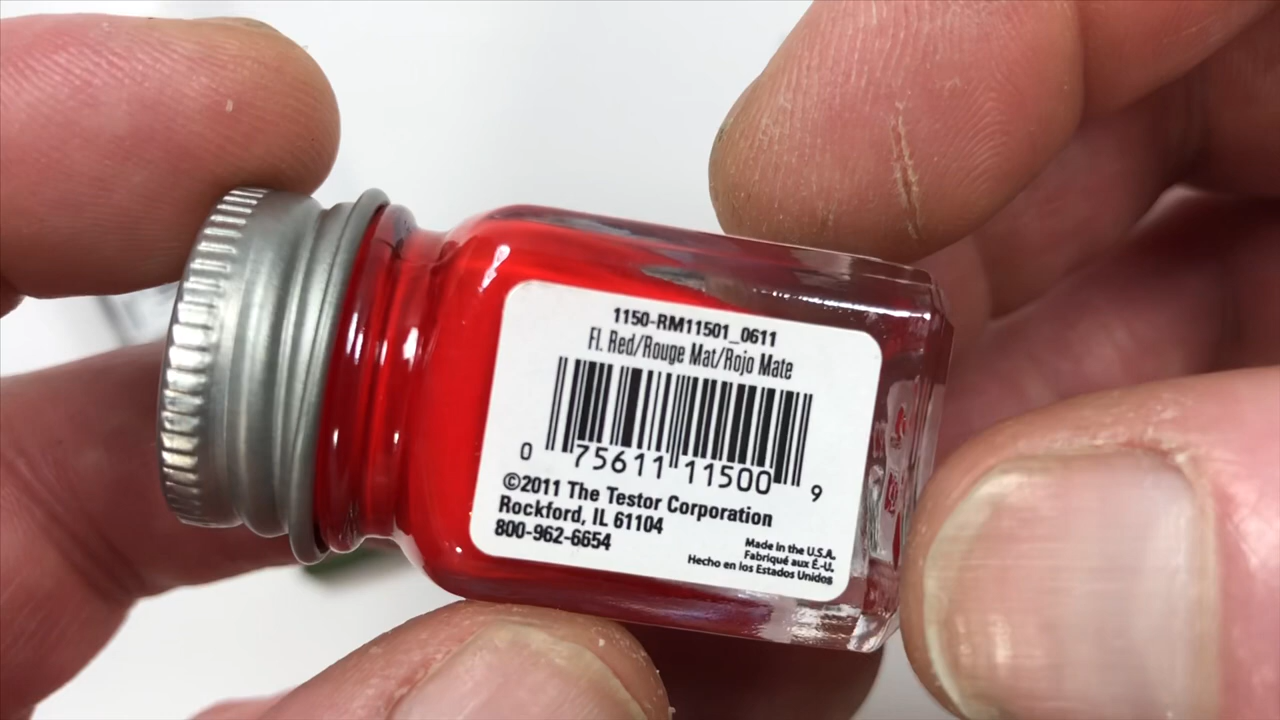 1150-RM11501_0611
Fl. Red/Rouge Mat/Rojo Mate
0 75611 11500 9
©2011 The Testor Corporation
Rockford, IL 61104
800-962-6654
Made in the U.S.A.
Fabriqué aux É.-U.
Hecho en los Estados Unidos